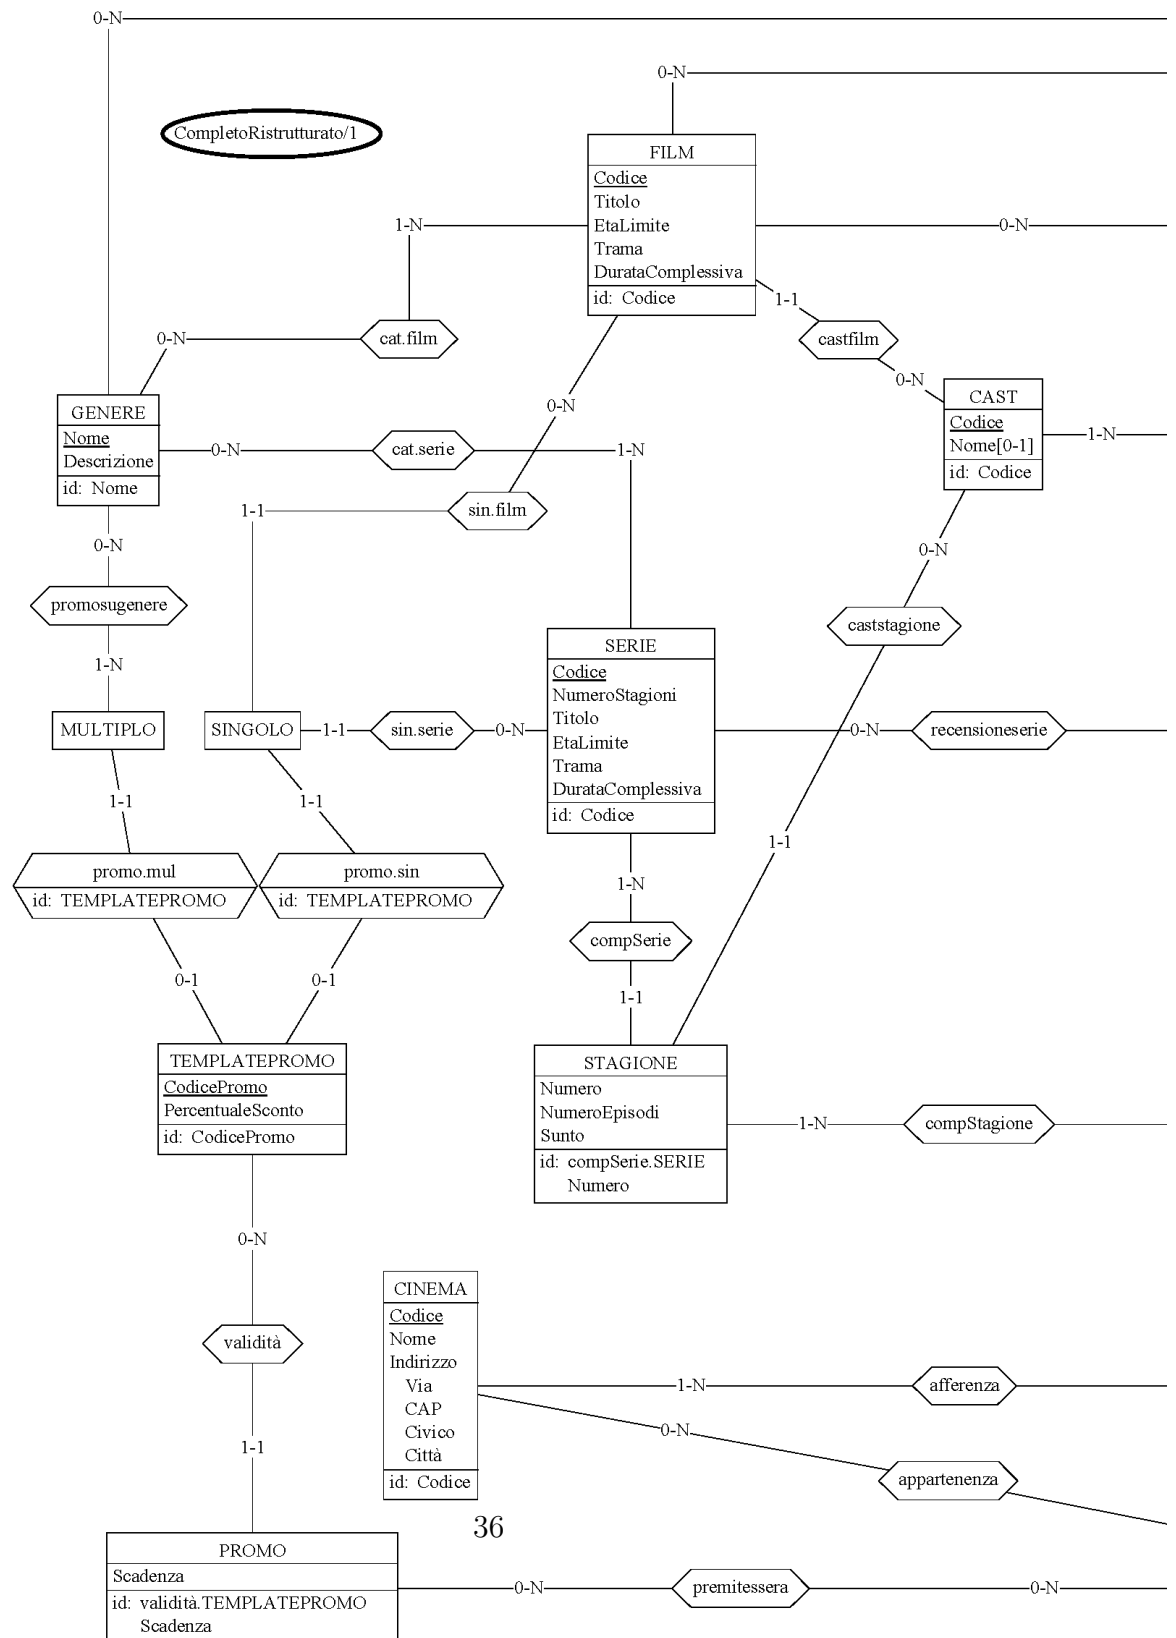 0-N
0-N
CompletoRistrutturato/1
FILM
Codice
Titolo
EtaLimite
Trama
DurataComplessiva
id: Codice
1-N
0-N
1-1
castfilm
0-N
cat.film
0-N
0-N
CAST
Codice
Nome[0-1]
id: Codice
1-N
GENERE
Nome
Descrizione
id: Nome
0-N
cat.serie
1-N
1-1
sin.film
0-N
0-N
promosugenere
caststagione
1-N
SERIE
Codice
NumeroStagioni
Titolo
EtaLimite
Trama
DurataComplessiva
id: Codice
MULTIPLO
SINGOLO
1-1
sin.serie
0-N
0-N
recensioneserie
1-1
1-1
1-1
promo.mul
id: TEMPLATEPROMO
promo.sin
id: TEMPLATEPROMO
1-N
compSerie
0-1
0-1
1-1
TEMPLATEPROMO
CodicePromo
PercentualeSconto
id: CodicePromo
STAGIONE
Numero
NumeroEpisodi
Sunto
id: compSerie.SERIE
Numero
1-N
compStagione
0-N
CINEMA
Codice
Nome
Indirizzo
Via
CAP
Civico
Città
id: Codice
validità
1-N
afferenza
0-N
appartenenza
1-1
36
PROMO
Scadenza
id: validità.TEMPLATEPROMO
Scadenza
0-N
premitessera
0-N